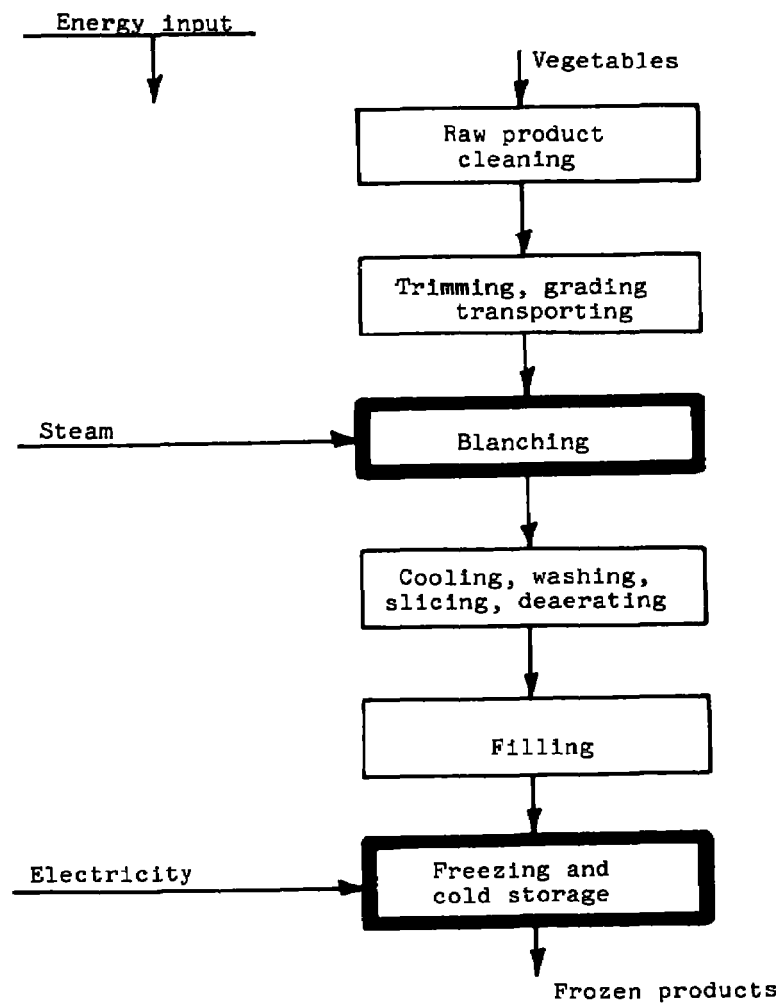 Energy input
Vegetables
Raw product
cleaning
Trimming, grading
transporting
Steam
Blanching
Cooling, washing,
slicing, deaerating
Filling
Electricity
Freezing and
cold storage
Frozen products